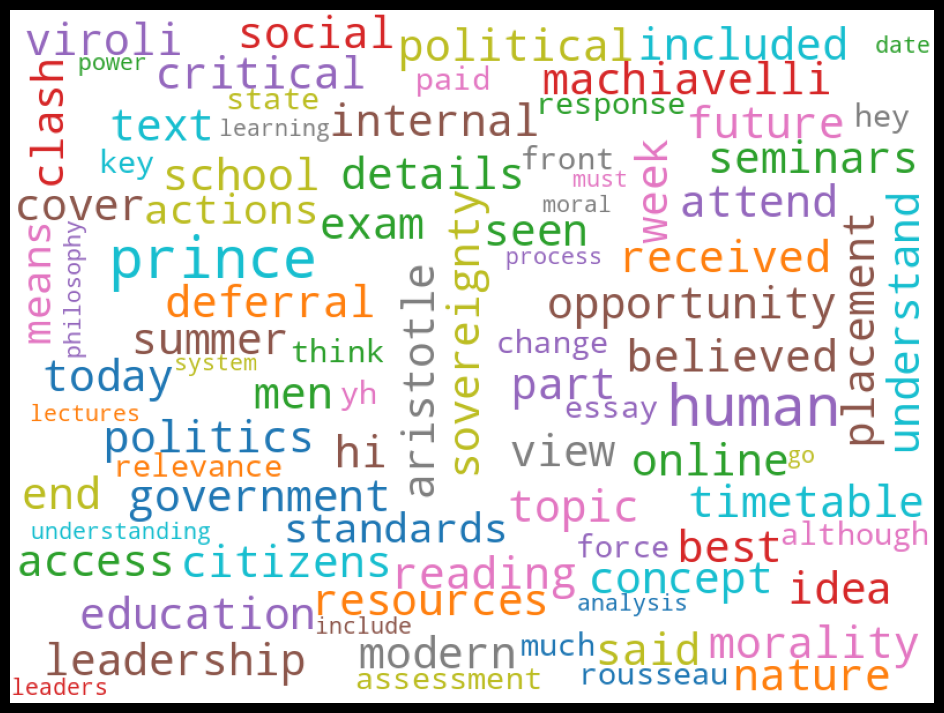 viroli social political included date
power critical paid machiavelli
clash state response
text learning internal future hey
key school details front week seminars
must
cover actions exam moral attend
means philosophy prince sovereignty seen process received placement understand
deferral aristotle opportunity
summer think change believed
today system men yh part essay human
lectures
politics hi view online go
relevance
end government topic timetable
understanding standards force best although
access citizens reading concept idea
education resources analysis
include
leadership modern much said morality
leaders assessment rousseau nature